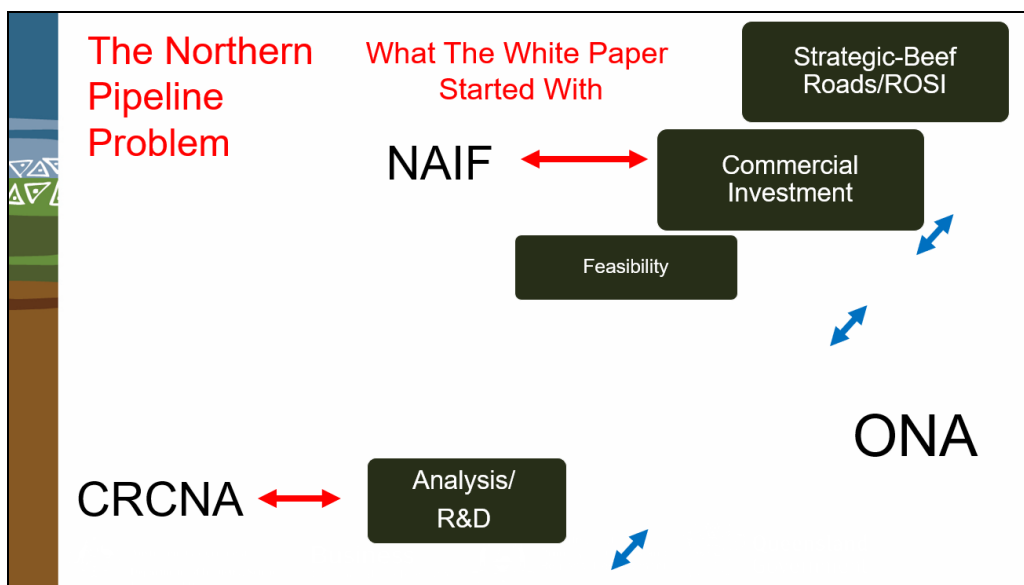 The Northern
Pipeline
Problem
What The White Paper
Started With
Strategic-Beef
Roads/ROSI
NAIF
Commercial
Investment
Feasibility
ONA
CRCNA
Analysis/
R&D